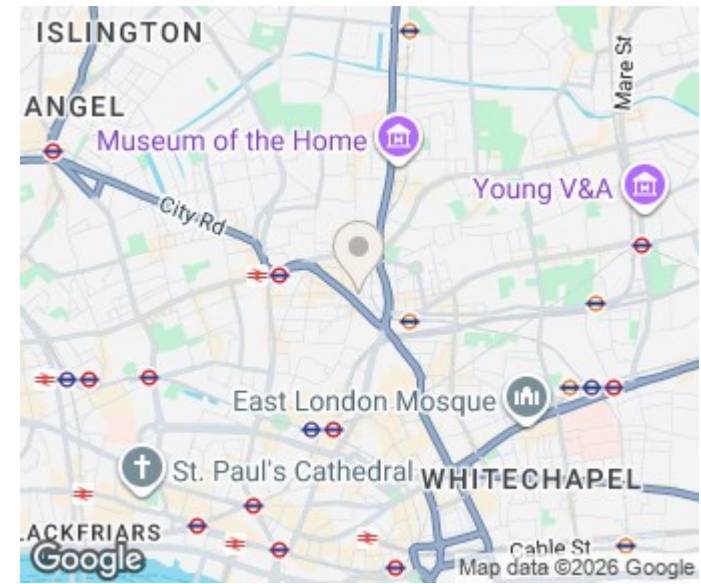 ISLINGTON
ANGEL
Mare St
Museum of the Home
Young V&A
City Rd
East London Mosque
St. Paul's Cathedral
WHITECHAPEL
LACKFRIARS
Cable St
Google
Map data ©2026 Google